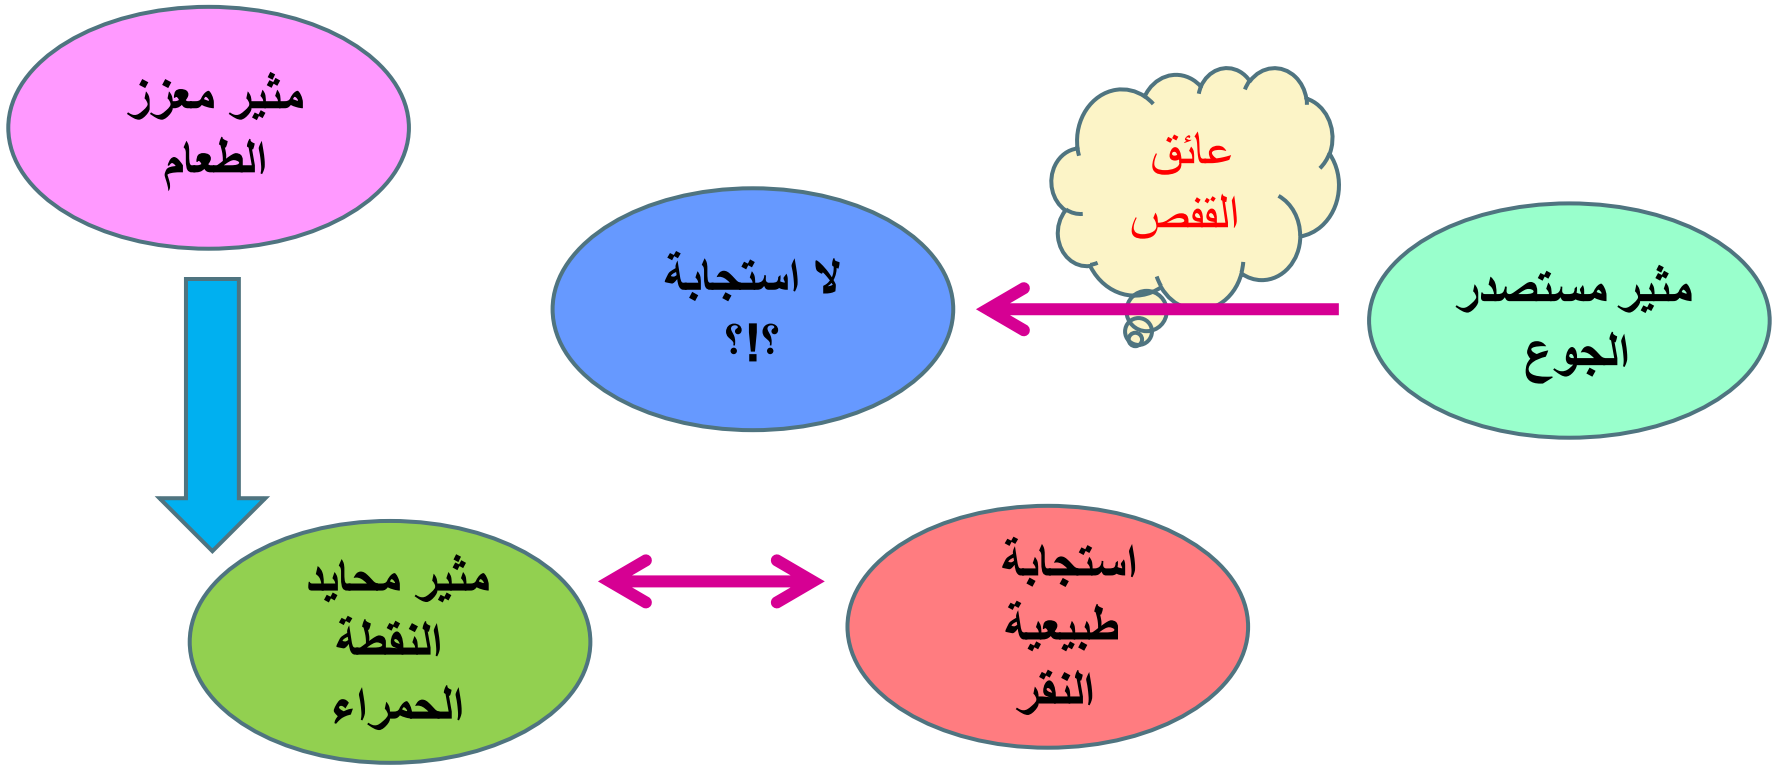 مثير معزز
الطعام
عائق
القفص
لا استجابة
؟!؟
مثير مستصدر
الجوع
مثير محايد
النقطة
الحمراء
استجابة
طبيعية
النقر